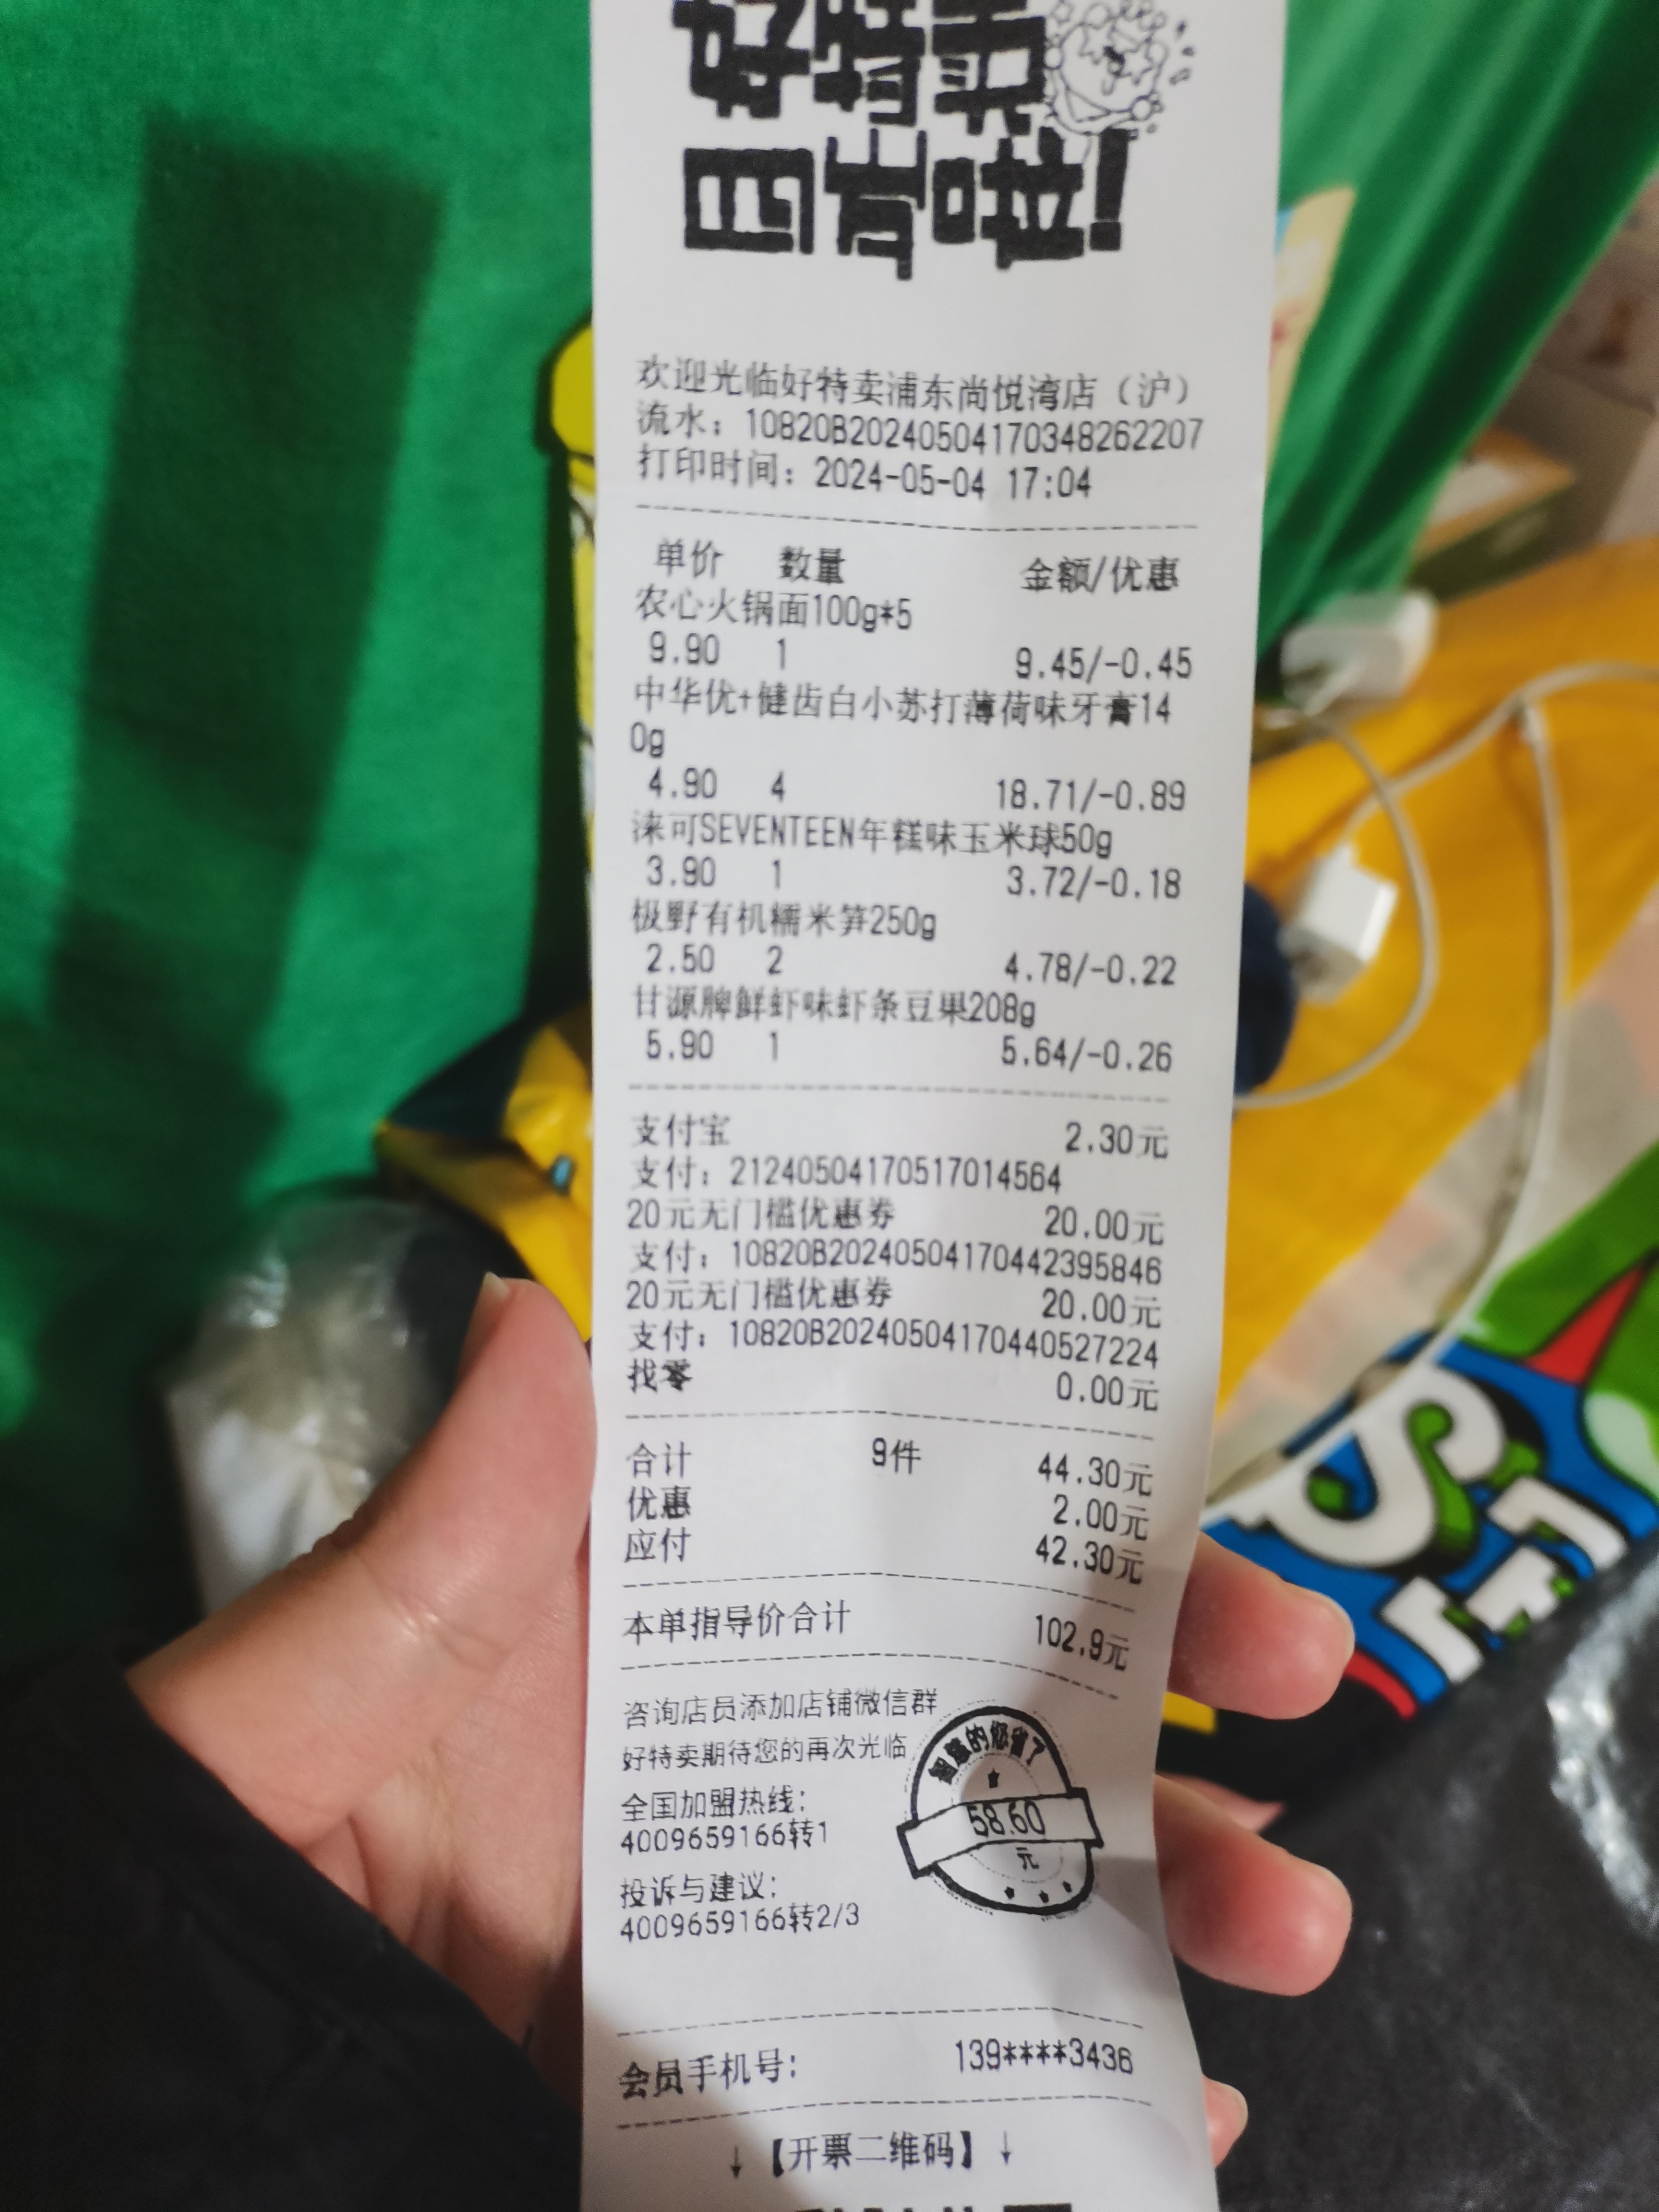 好特卖
日站啦!
欢迎光临好特卖浦东尚悦湾店（沪）
流水：10820B20240504170348262207
打印时间：2024-05-04 17:04
单价 数量 金额/优惠
农心火锅面100g*5
9.90 1 9.45/-0.45
中华优+健齿白小苏打薄荷味牙膏14
0g
4.90 4 18.71/-0.89
涞可SEVENTEEN年糕味玉米球50g
3.90 1 3.72/-0.18
极野有机糯米笋250g
2.50 2 4.78/-0.22
甘源牌鲜虾味虾条豆果208g
5.90 1 5.64/-0.26
支付宝 2.30元
支付：21240504170517014564
20元无门槛优惠券 20.00元
支付：10820B20240504170442395846
20元无门槛优惠券 20.00元
支付：10820B20240504170440527224
找零 0.00元
合计 9件 44.30元
优惠 2.00元
应付 42.30元
本单指导价合计 102.9元
咨询店员添加店铺微信群
好特卖期待您的再次光临
全国加盟热线：
4009659166转1
投诉与建议：
4009659166转2/3
智慧的您省了
58.60
元
会员手机号： 139****3436
↓【开票二维码】↓